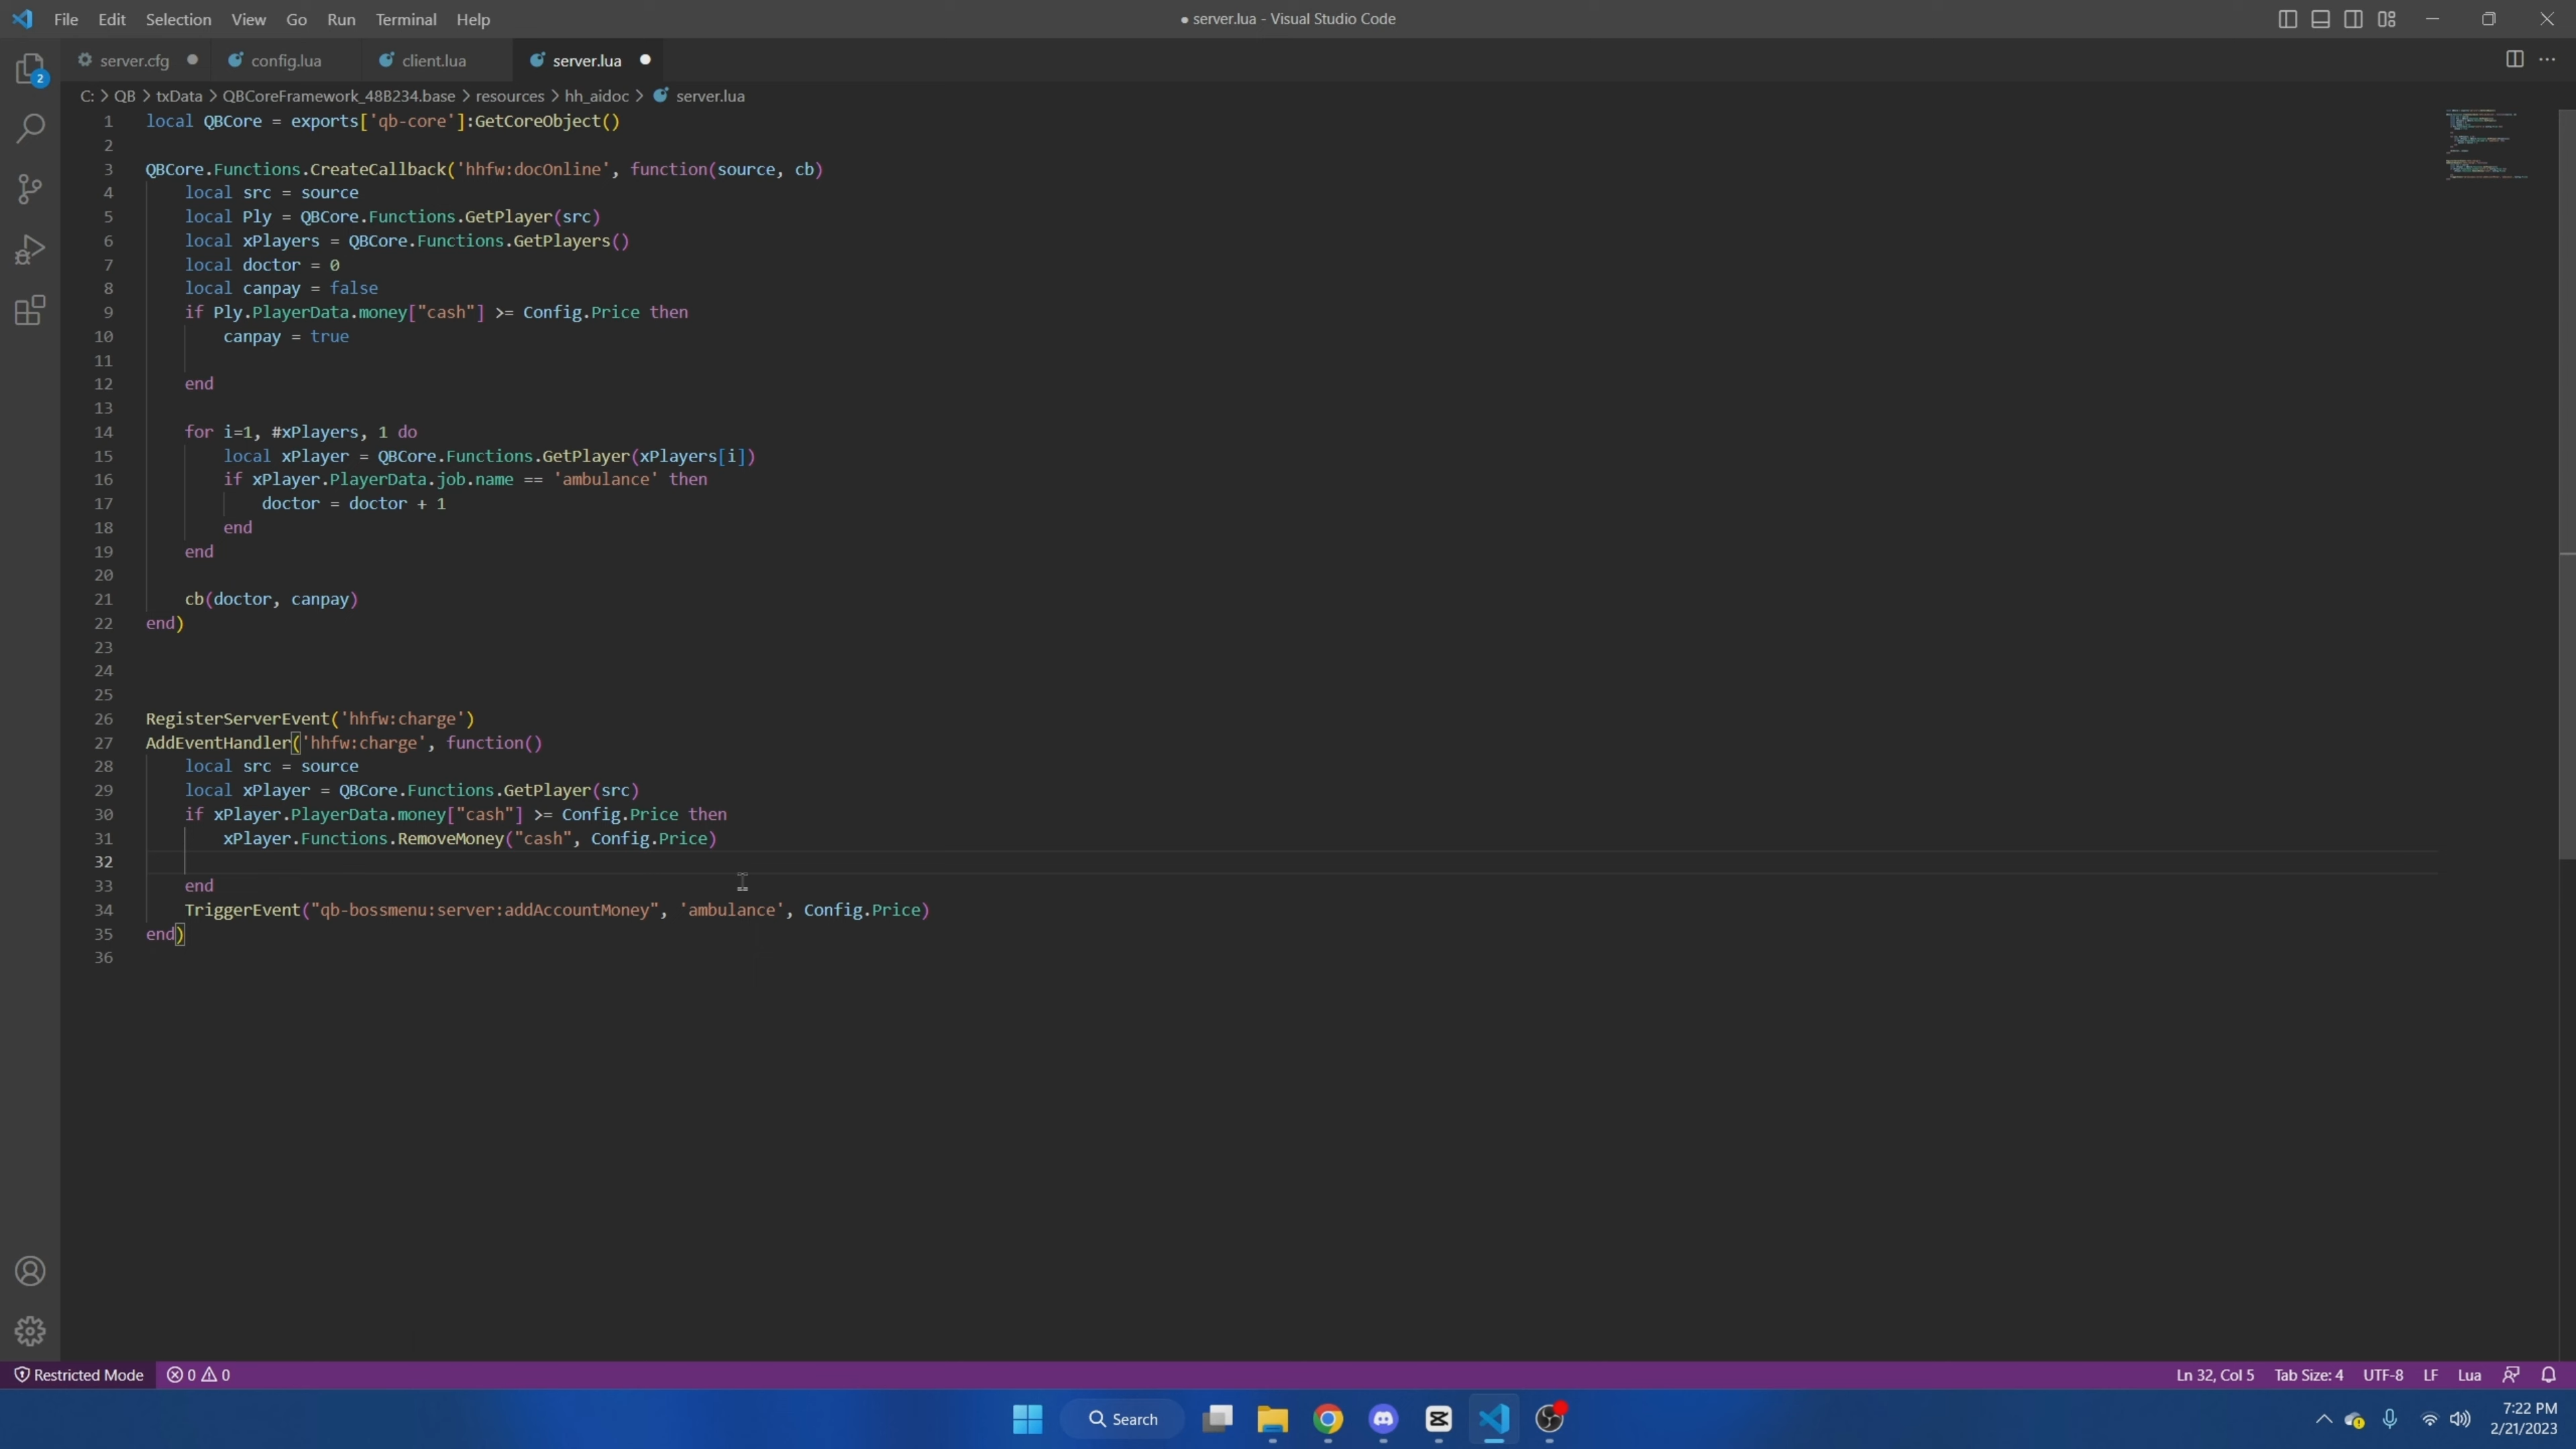 File Edit Selection View Go Run Terminal Help
● server.lua - Visual Studio Code
server.cfg
config.lua
client.lua
server.lua
2
C: > QB > txData > QBCoreFramework_48B234.base > resources > hh_aidoc > server.lua
1 local QBCore = exports['qb-core']:GetCoreObject()
2
3 QBCore.Functions.CreateCallback('hhfw:docOnline', function(source, cb)
4 local src = source
5 local Ply = QBCore.Functions.GetPlayer(src)
6 local xPlayers = QBCore.Functions.GetPlayers()
7 local doctor = 0
8 local canpay = false
9 if Ply.PlayerData.money["cash"] >= Config.Price then
10 canpay = true
11
12 end
13
14 for i=1, #xPlayers, 1 do
15 local xPlayer = QBCore.Functions.GetPlayer(xPlayers[i])
16 if xPlayer.PlayerData.job.name == 'ambulance' then
17 doctor = doctor + 1
18 end
19 end
20
21 cb(doctor, canpay)
22 end)
23
24
25
26 RegisterServerEvent('hhfw:charge')
27 AddEventHandler('hhfw:charge', function()
28 local src = source
29 local xPlayer = QBCore.Functions.GetPlayer(src)
30 if xPlayer.PlayerData.money["cash"] >= Config.Price then
31 xPlayer.Functions.RemoveMoney("cash", Config.Price)
32
33 end
34 TriggerEvent("qb-bossmenu:server:addAccountMoney", 'ambulance', Config.Price)
35 end)
36
Restricted Mode 0 0
Ln 32, Col 5 Tab Size: 4 UTF-8 LF Lua
Search
7:22 PM
2/21/2023